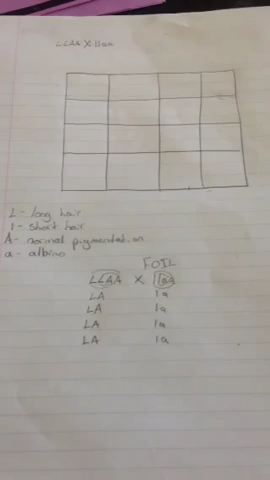 LLAA X llaa
L - long hair
l - short hair
A - normal pigmentation
a - albino
FOIL
LLAA X llaa
LA la
LA la
LA la
LA la